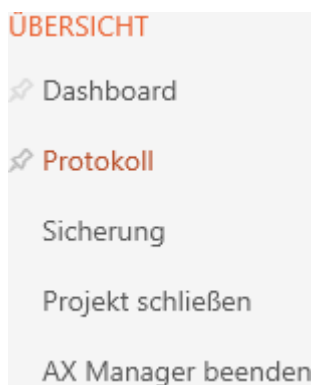 ÜBERSICHT
Dashboard
Protokoll
Sicherung
Projekt schließen
AX Manager beenden